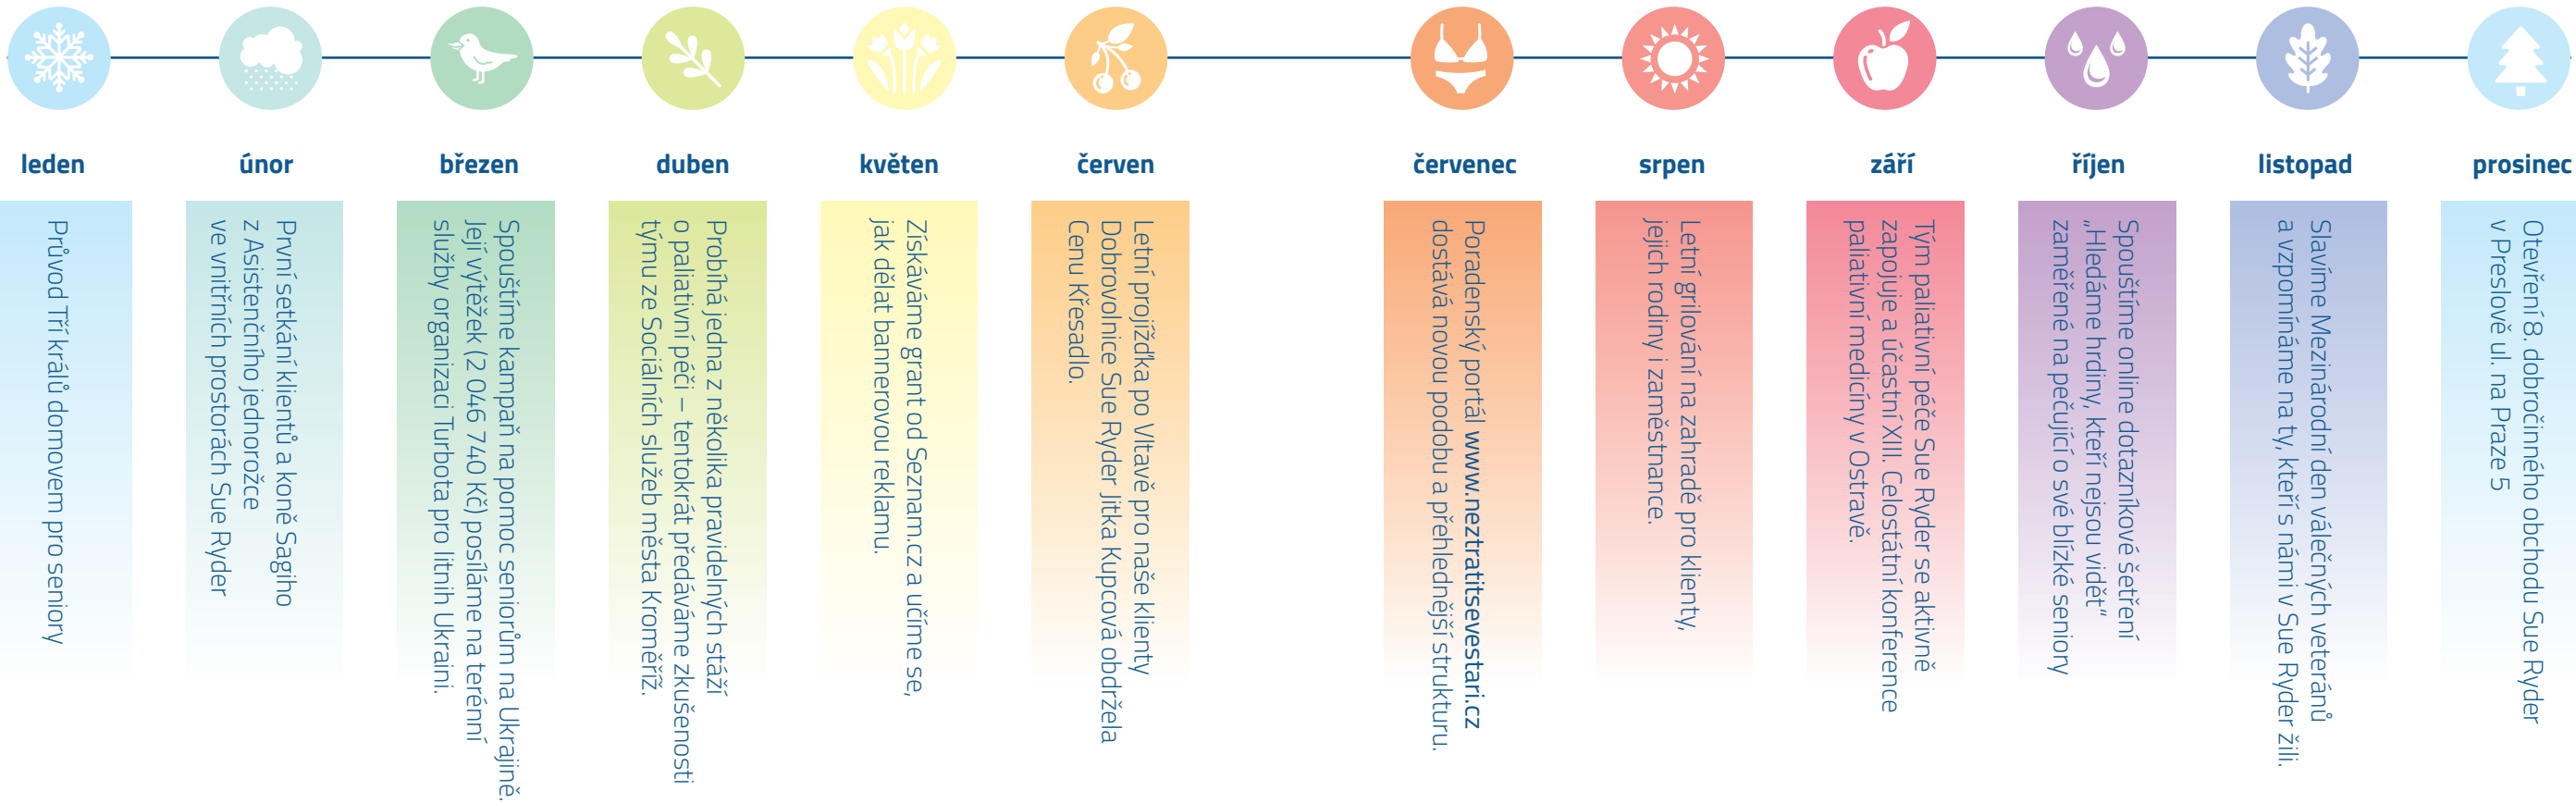 leden
Průvod Tří králů domovem pro seniory
únor
První setkání klientů a koně Sagiho
z Asistenčního jednorožce
ve vnitřních prostorách Sue Ryder
březen
Spouštíme kampaň na pomoc seniorům na Ukrajině.
Její výtěžek (2 046 740 Kč) posíláme na terénní
služby organizaci Turbota pro litnih Ukraini.
duben
Probíhá jedna z několika pravidelných stáží
o paliativní péči – tentokrát předáváme zkušenosti
týmu ze Sociálních služeb města Kroměříž.
květen
Získáváme grant od Seznam.cz a učíme se,
jak dělat bannerovou reklamu.
červen
Letní projížďka po Vltavě pro naše klienty
Dobrovolnice Sue Ryder Jitka Kupcová obdržela
Cenu Křesadlo.
červenec
Poradenský portál www.neztratitsevestari.cz
dostává novou podobu a přehlednější strukturu.
srpen
Letní grilování na zahradě pro klienty,
jejich rodiny i zaměstnance.
září
Tým paliativní péče Sue Ryder se aktivně
zapojuje a účastní XIII. Celostátní konference
paliativní medicíny v Ostravě.
říjen
Spouštíme online dotazníkové šetření
„Hledáme hrdiny, kteří nejsou vidět“
zaměřené na pečující o své blízké seniory
listopad
Slavíme Mezinárodní den válečných veteránů
a vzpomínáme na ty, kteří s námi v Sue Ryder žili.
prosinec
Otevření 8. dobročinného obchodu Sue Ryder
v Preslově ul. na Praze 5